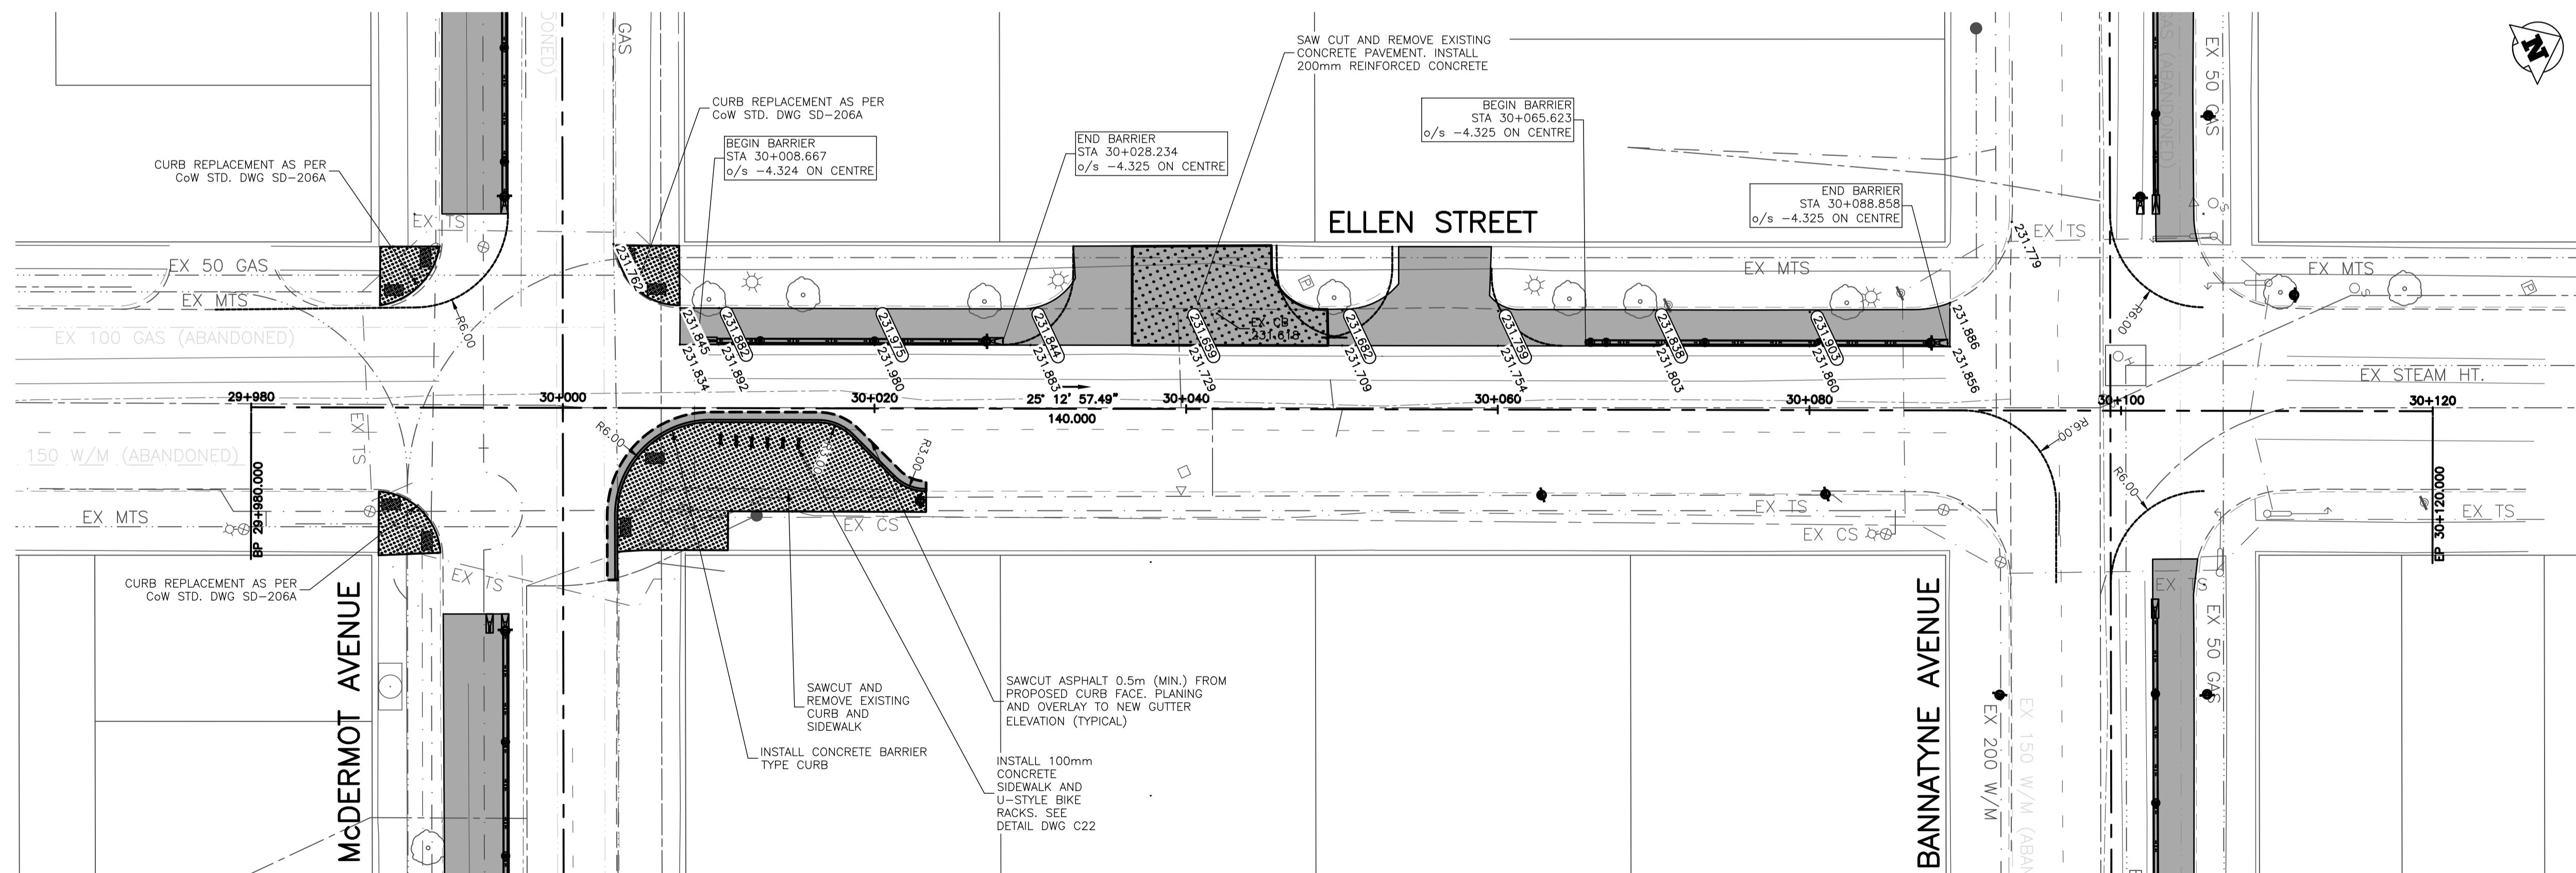 N
SAW CUT AND REMOVE EXISTING
CONCRETE PAVEMENT. INSTALL
200mm REINFORCED CONCRETE
CURB REPLACEMENT AS PER
CoW STD. DWG SD-206A
CURB REPLACEMENT AS PER
CoW STD. DWG SD-206A
BEGIN BARRIER
STA 30+008.667
o/s -4.324 ON CENTRE
END BARRIER
STA 30+028.234
o/s -4.325 ON CENTRE
BEGIN BARRIER
STA 30+065.623
o/s -4.325 ON CENTRE
END BARRIER
STA 30+088.858
o/s -4.325 ON CENTRE
ELLEN STREET
GAS
ONED)
EX 50 GAS
GAS (ABANDONED)
EX TS
EX TS
EX 50 GAS
EX MTS
EX MTS
EX MTS
EX 100 GAS (ABANDONED)
R6.00
R6.00
231.762
231.779
231.845
231.882
231.975
231.844
231.659
231.682
231.759
231.838
231.903
231.886
EX CB
231.618
231.834
231.892
231.980
231.883
231.729
231.709
231.754
231.803
231.860
231.856
EX STEAM HT.
29+980
30+000
30+020
25° 12' 57.49"
30+040
30+060
30+080
30+100
30+120
140.000
EX TS
150 W/M (ABANDONED)
BP 29+980.000
EP 30+120.000
R6.00
R3.00
R6.00
R6.00
EX MTS
EX CS
EX TS
EX CS
EX TS
EX TS
EX TS
CURB REPLACEMENT AS PER
CoW STD. DWG SD-206A
McDERMOT AVENUE
BANNATYNE AVENUE
EX 50 GAS
EX 200 W/M
EX 150 W/M (ABAN
SAWCUT AND
REMOVE EXISTING
CURB AND
SIDEWALK
SAWCUT ASPHALT 0.5m (MIN.) FROM
PROPOSED CURB FACE. PLANING
AND OVERLAY TO NEW GUTTER
ELEVATION (TYPICAL)
INSTALL CONCRETE BARRIER
TYPE CURB
INSTALL 100mm
CONCRETE
SIDEWALK AND
U-STYLE BIKE
RACKS. SEE
DETAIL DWG C22